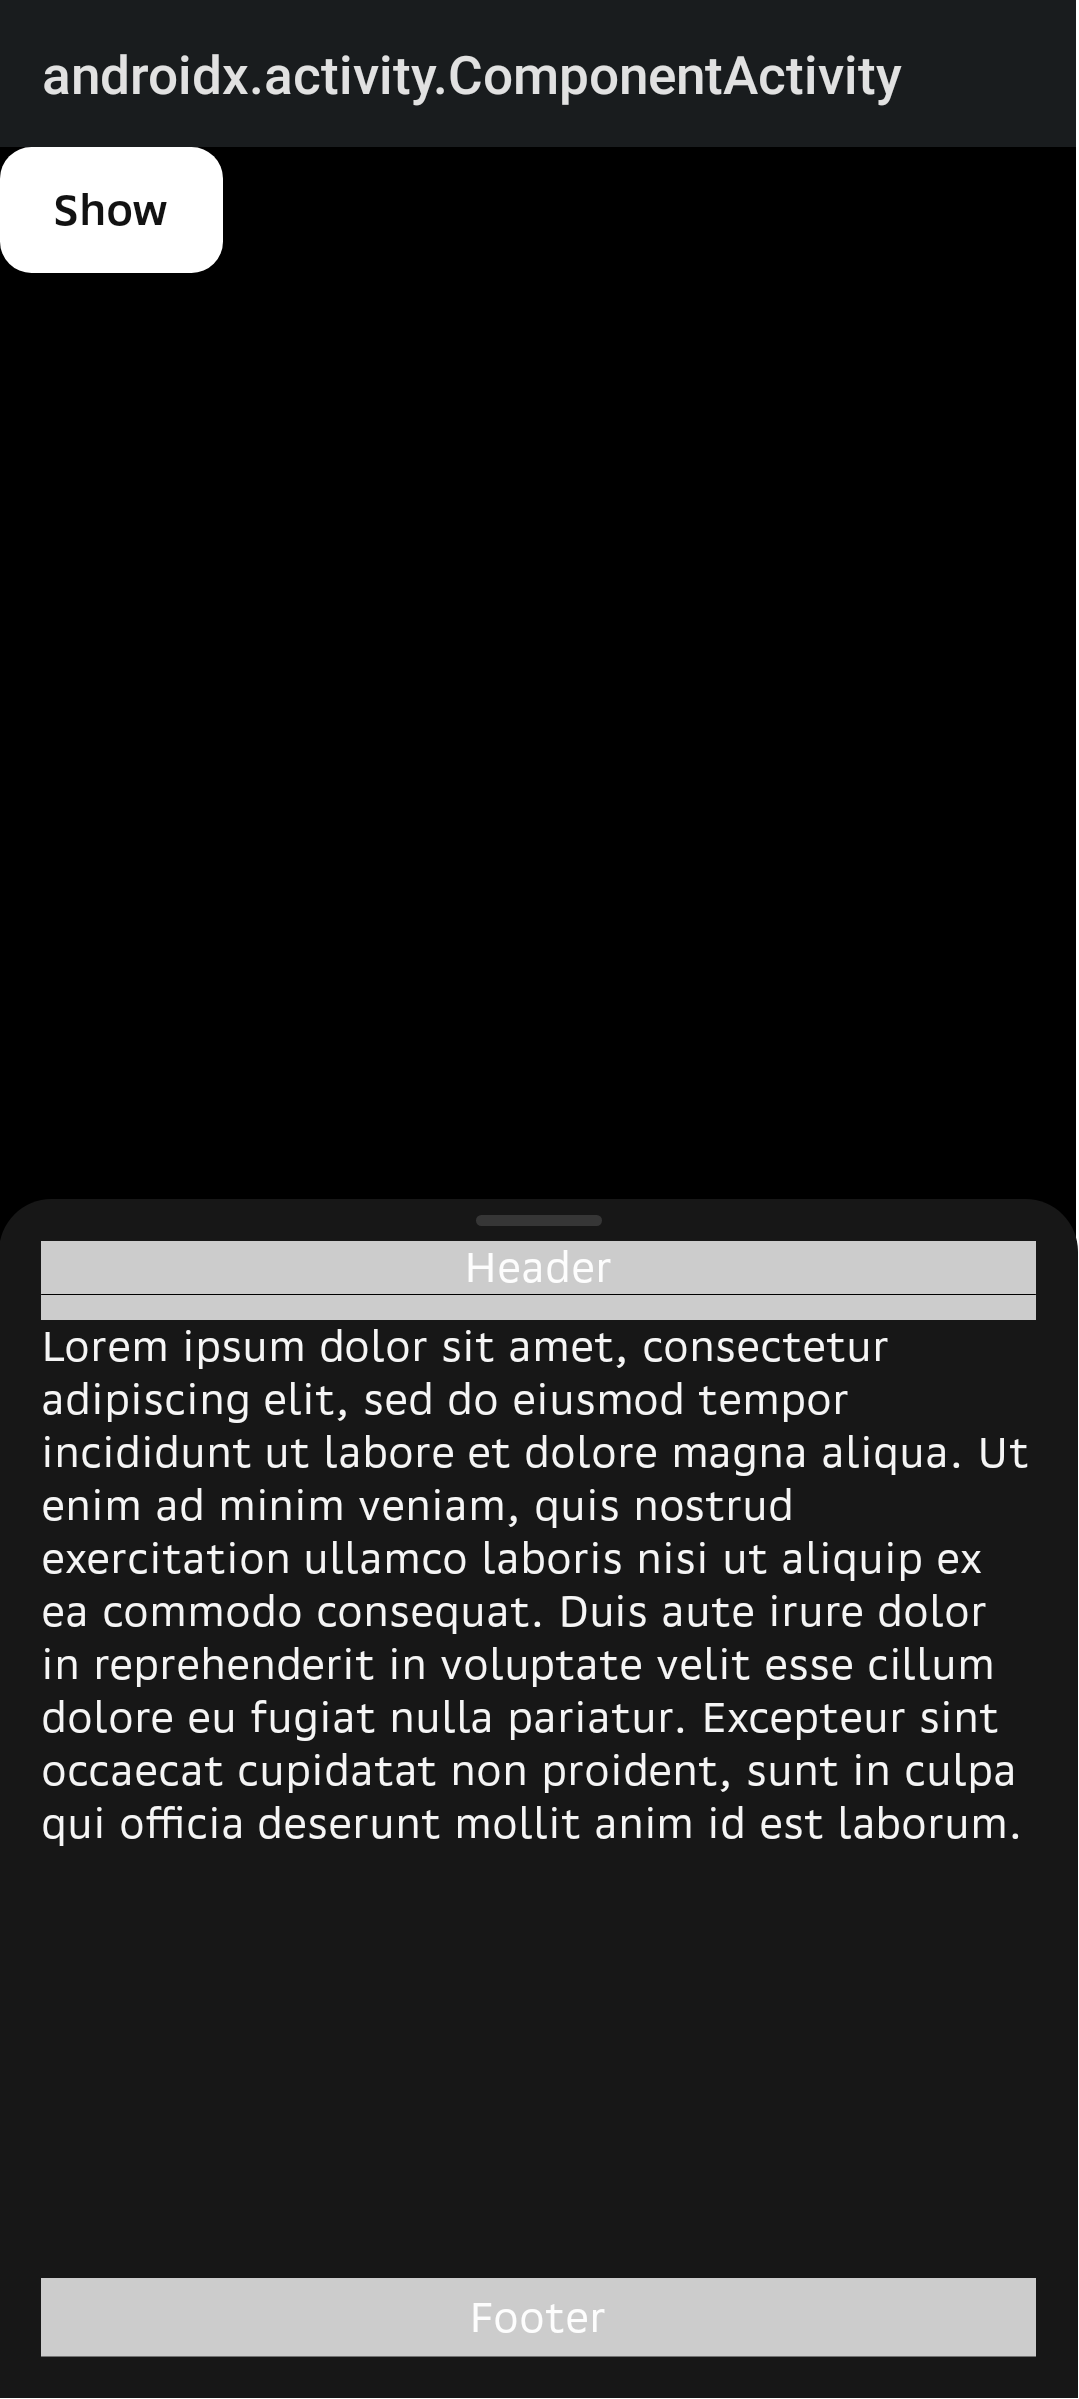 androidx.activity.ComponentActivity
Show
Header
Lorem ipsum dolor sit amet, consectetur
adipiscing elit, sed do eiusmod tempor
incididunt ut labore et dolore magna aliqua. Ut
enim ad minim veniam, quis nostrud
exercitation ullamco laboris nisi ut aliquip ex
ea commodo consequat. Duis aute irure dolor
in reprehenderit in voluptate velit esse cillum
dolore eu fugiat nulla pariatur. Excepteur sint
occaecat cupidatat non proident, sunt in culpa
qui officia deserunt mollit anim id est laborum.
Footer